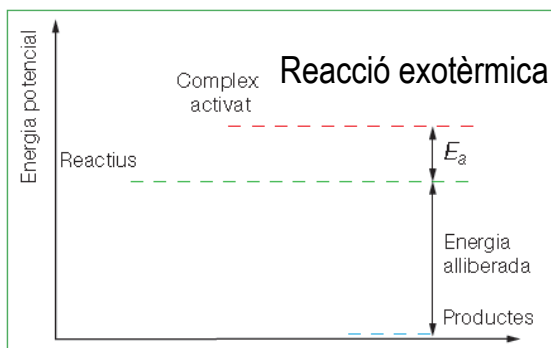 Reacció exotèrmica
Energia potencial
Complex
activat
Reactius
Ea
Energia
alliberada
Productes